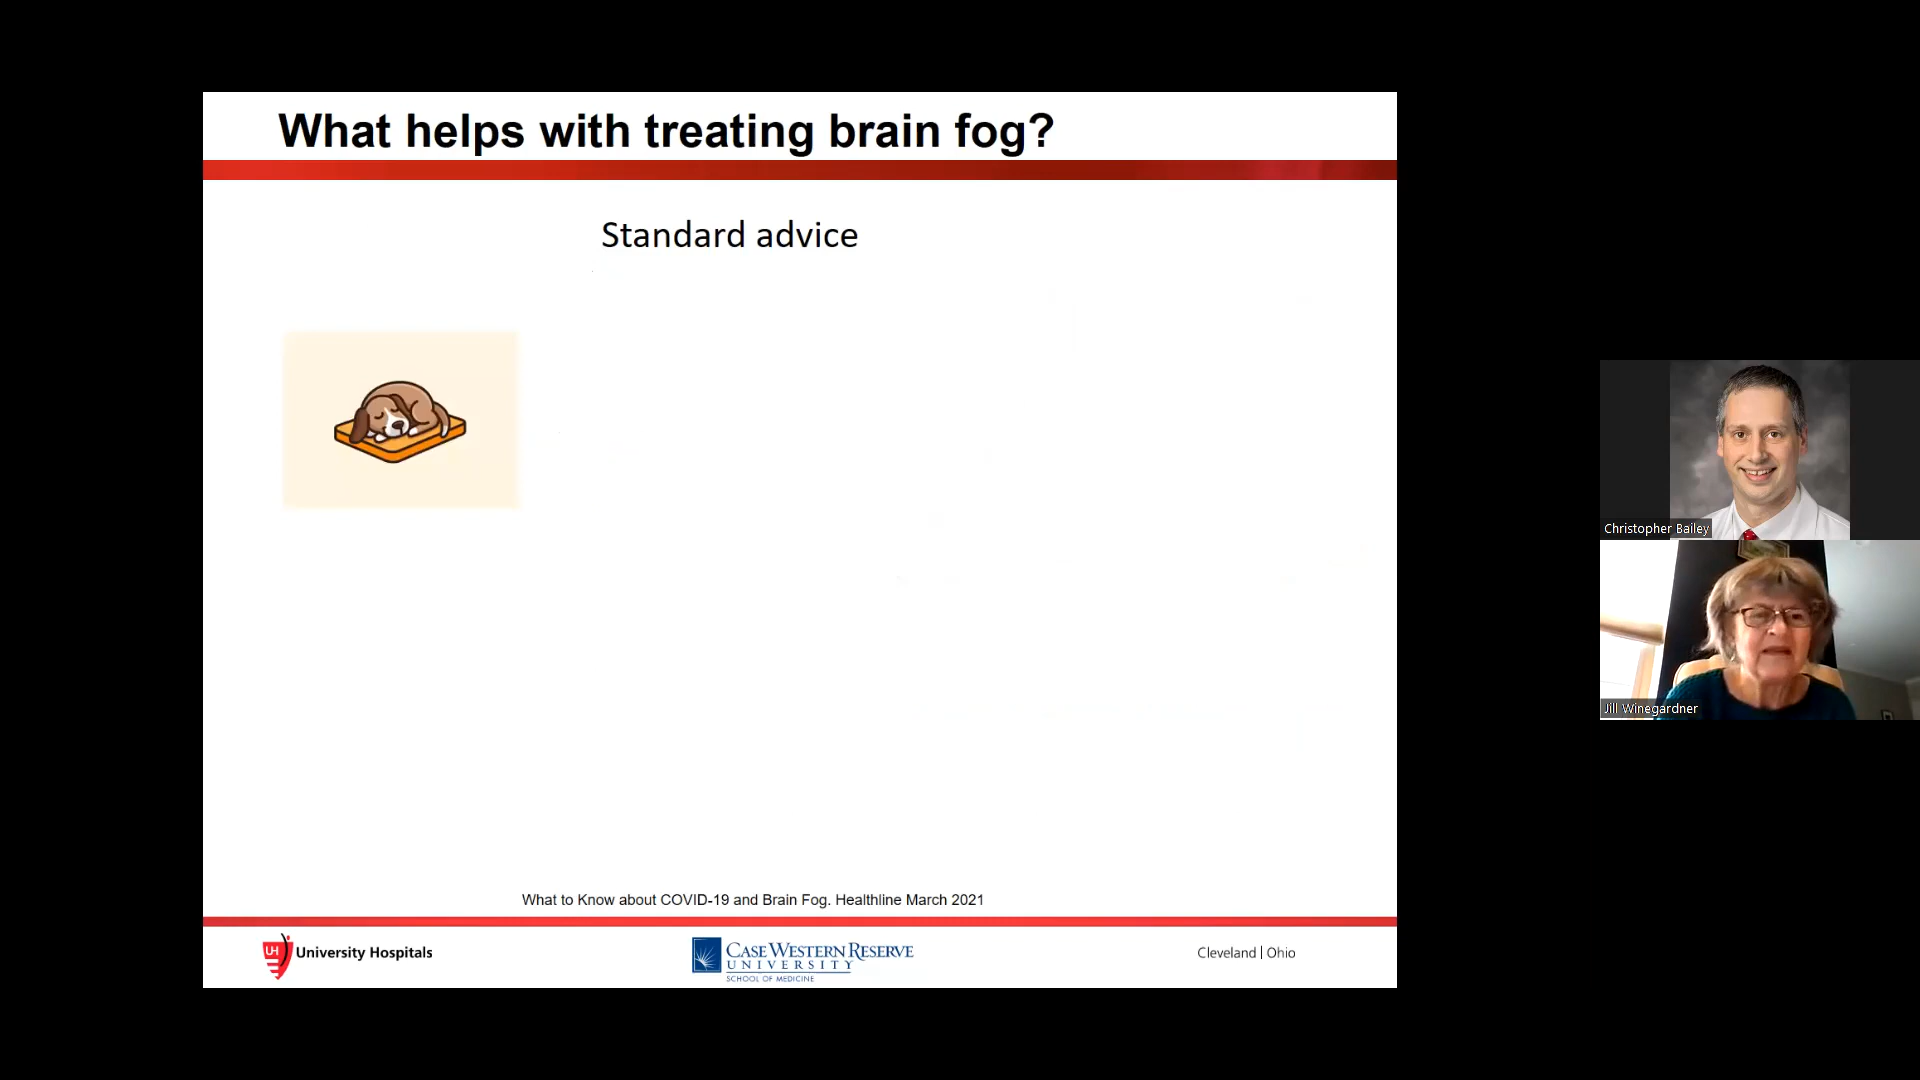 What helps with treating brain fog?
Standard advice
Christopher Bailey
Jill Winegardner
What to Know about COVID-19 and Brain Fog. Healthline March 2021
UH
University Hospitals
CASE WESTERN RESERVE
UNIVERSITY
SCHOOL OF MEDICINE
Cleveland | Ohio